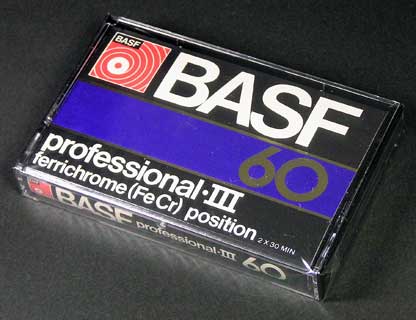 BASF
BASF
60
professional·III
ferrichrome (FeCr) position
2 X 30 MIN
BASF professional·III 60